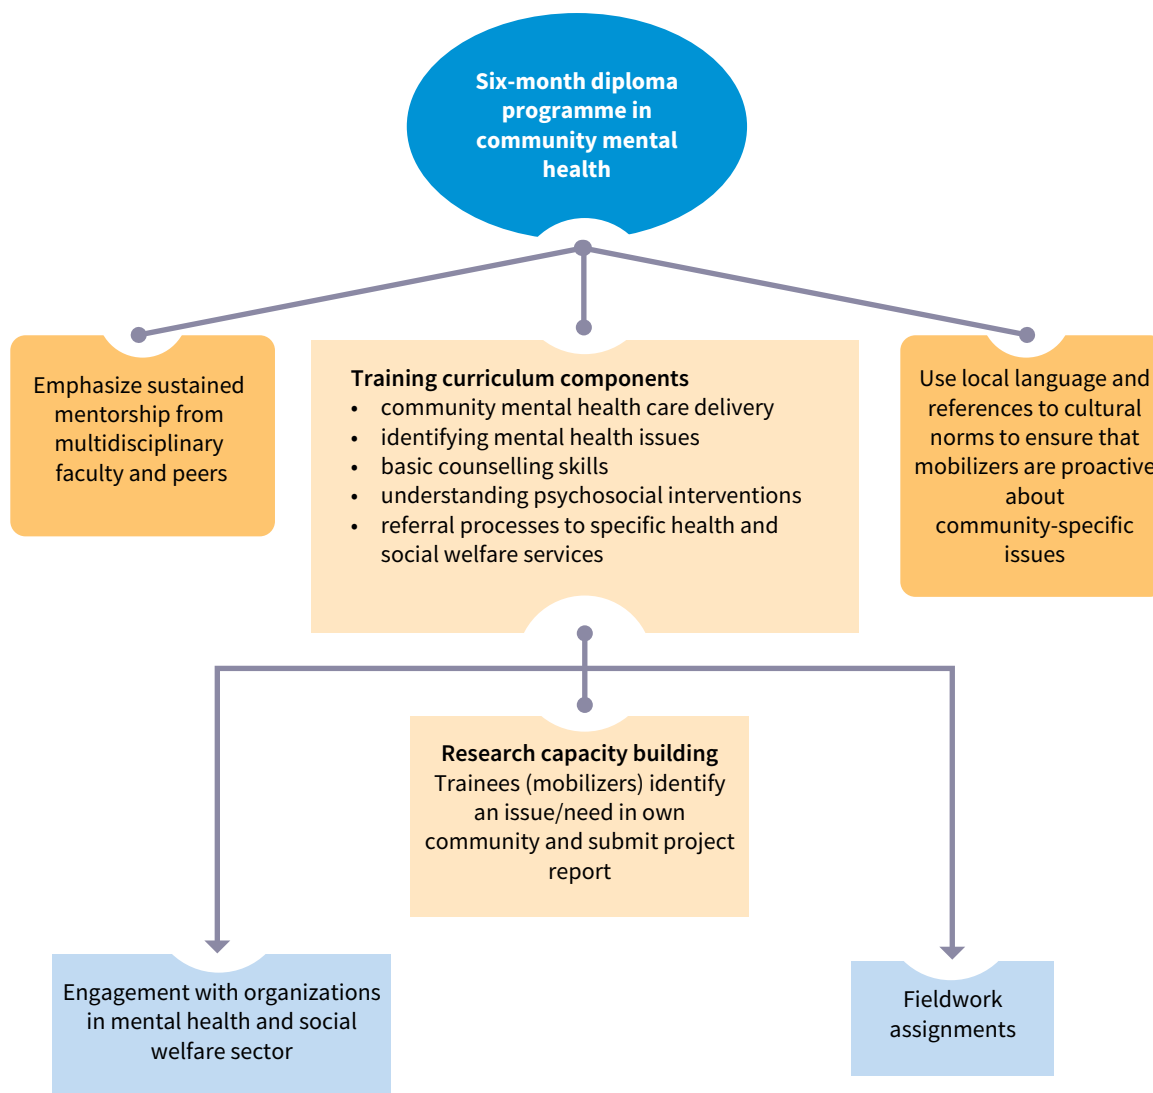 Six-month diploma
programme in
community mental
health
Emphasize sustained
mentorship from
multidisciplinary
faculty and peers
Training curriculum components
• community mental health care delivery
• identifying mental health issues
• basic counselling skills
• understanding psychosocial interventions
• referral processes to specific health and
social welfare services
Use local language and
references to cultural
norms to ensure that
mobilizers are proactive
about
community-specific
issues
Research capacity building
Trainees (mobilizers) identify
an issue/need in own
community and submit project
report
Engagement with organizations
in mental health and social
welfare sector
Fieldwork
assignments